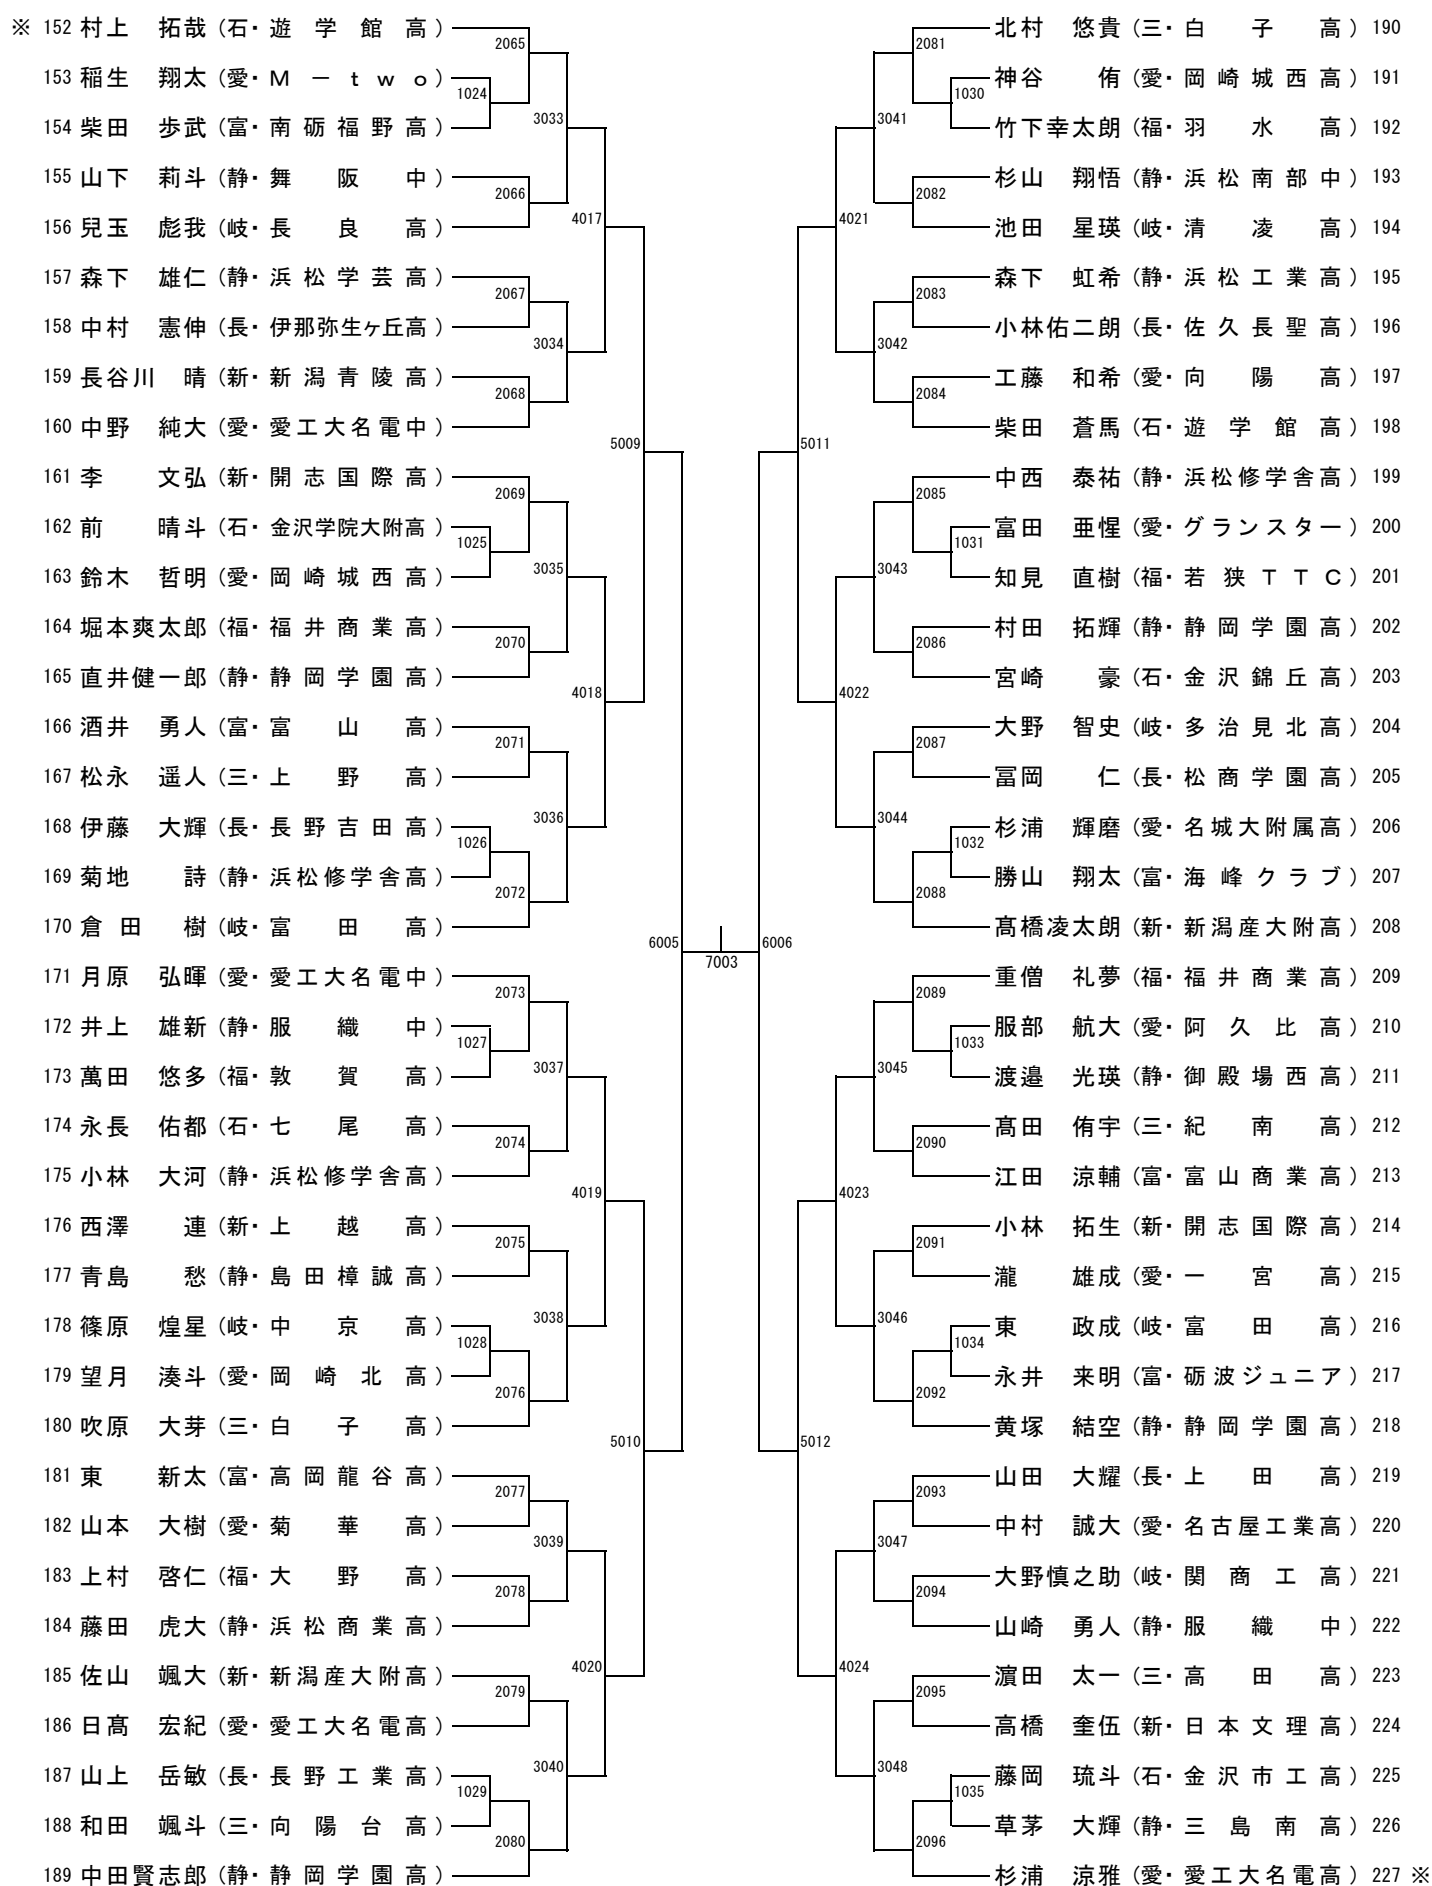 ※ 152 村上 拓哉 (石・遊学館高)
2065
153 稲生 翔太 (愛・M-two)
1024
154 柴田 歩武 (富・南砺福野高)
3033
155 山下 莉斗 (静・舞阪中)
2066
156 兒玉 彪我 (岐・長良高)
4017
157 森下 雄仁 (静・浜松学芸高)
2067
158 中村 憲伸 (長・伊那弥生ヶ丘高)
3034
159 長谷川 晴 (新・新潟青陵高)
2068
160 中野 純大 (愛・愛工大名電中)
5009
161 李 文弘 (新・開志国際高)
2069
162 前 晴斗 (石・金沢学院大附高)
1025
163 鈴木 哲明 (愛・岡崎城西高)
3035
164 堀本爽太郎 (福・福井商業高)
2070
165 直井健一郎 (静・静岡学園高)
4018
166 酒井 勇人 (富・富山高)
2071
167 松永 遥人 (三・上野高)
3036
168 伊藤 大輝 (長・長野吉田高)
1026
169 菊地 詩 (静・浜松修学舎高)
2072
170 倉田 樹 (岐・富田高)
6005
171 月原 弘暉 (愛・愛工大名電中)
2073
172 井上 雄新 (静・服織中)
1027
173 萬田 悠多 (福・敦賀高)
3037
174 永長 佑都 (石・七尾高)
2074
175 小林 大河 (静・浜松修学舎高)
4019
176 西澤 連 (新・上越高)
2075
177 青島 愁 (静・島田樟誠高)
3038
178 篠原 煌星 (岐・中京高)
1028
179 望月 湊斗 (愛・岡崎北高)
2076
180 吹原 大芽 (三・白子高)
5010
181 東 新太 (富・高岡龍谷高)
2077
182 山本 大樹 (愛・菊華高)
3039
183 上村 啓仁 (福・大野高)
2078
184 藤田 虎大 (静・浜松商業高)
4020
185 佐山 颯大 (新・新潟産大附高)
2079
186 日髙 宏紀 (愛・愛工大名電高)
3040
187 山上 岳敏 (長・長野工業高)
1029
188 和田 颯斗 (三・向陽台高)
2080
189 中田賢志郎 (静・静岡学園高)
7003
北村 悠貴 (三・白子高) 190
2081
神谷 侑 (愛・岡崎城西高) 191
1030
竹下幸太朗 (福・羽水高) 192
3041
杉山 翔悟 (静・浜松南部中) 193
2082
池田 星瑛 (岐・清凌高) 194
4021
森下 虹希 (静・浜松工業高) 195
2083
小林佑二朗 (長・佐久長聖高) 196
3042
工藤 和希 (愛・向陽高) 197
2084
柴田 蒼馬 (石・遊学館高) 198
5011
中西 泰祐 (静・浜松修学舎高) 199
2085
富田 亜惺 (愛・グランスター) 200
1031
知見 直樹 (福・若狭TTC) 201
3043
村田 拓輝 (静・静岡学園高) 202
2086
宮崎 豪 (石・金沢錦丘高) 203
4022
大野 智史 (岐・多治見北高) 204
2087
冨岡 仁 (長・松商学園高) 205
3044
杉浦 輝磨 (愛・名城大附属高) 206
1032
勝山 翔太 (富・海峰クラブ) 207
2088
髙橋凌太朗 (新・新潟産大附高) 208
6006
重僧 礼夢 (福・福井商業高) 209
2089
服部 航大 (愛・阿久比高) 210
1033
渡邉 光瑛 (静・御殿場西高) 211
3045
髙田 侑宇 (三・紀南高) 212
2090
江田 涼輔 (富・富山商業高) 213
4023
小林 拓生 (新・開志国際高) 214
2091
瀧 雄成 (愛・一宮高) 215
3046
東 政成 (岐・富田高) 216
1034
永井 来明 (富・砺波ジュニア) 217
2092
黄塚 結空 (静・静岡学園高) 218
5012
山田 大耀 (長・上田高) 219
2093
中村 誠大 (愛・名古屋工業高) 220
3047
大野慎之助 (岐・関商工高) 221
2094
山崎 勇人 (静・服織中) 222
4024
濵田 太一 (三・高田高) 223
2095
高橋 奎伍 (新・日本文理高) 224
3048
藤岡 琉斗 (石・金沢市工高) 225
1035
草茅 大輝 (静・三島南高) 226
2096
杉浦 涼雅 (愛・愛工大名電高) 227 ※